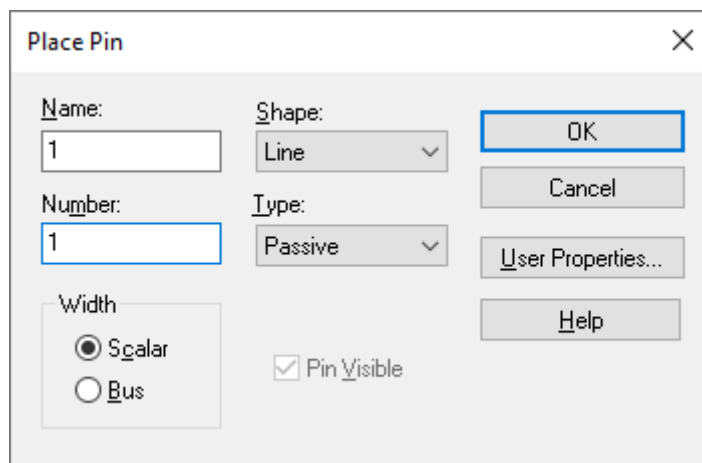 Place Pin
Name:
1
Shape:
Line
OK
Cancel
Number:
1
Type:
Passive
User Properties...
Help
Width
Scalar
Bus
Pin Visible